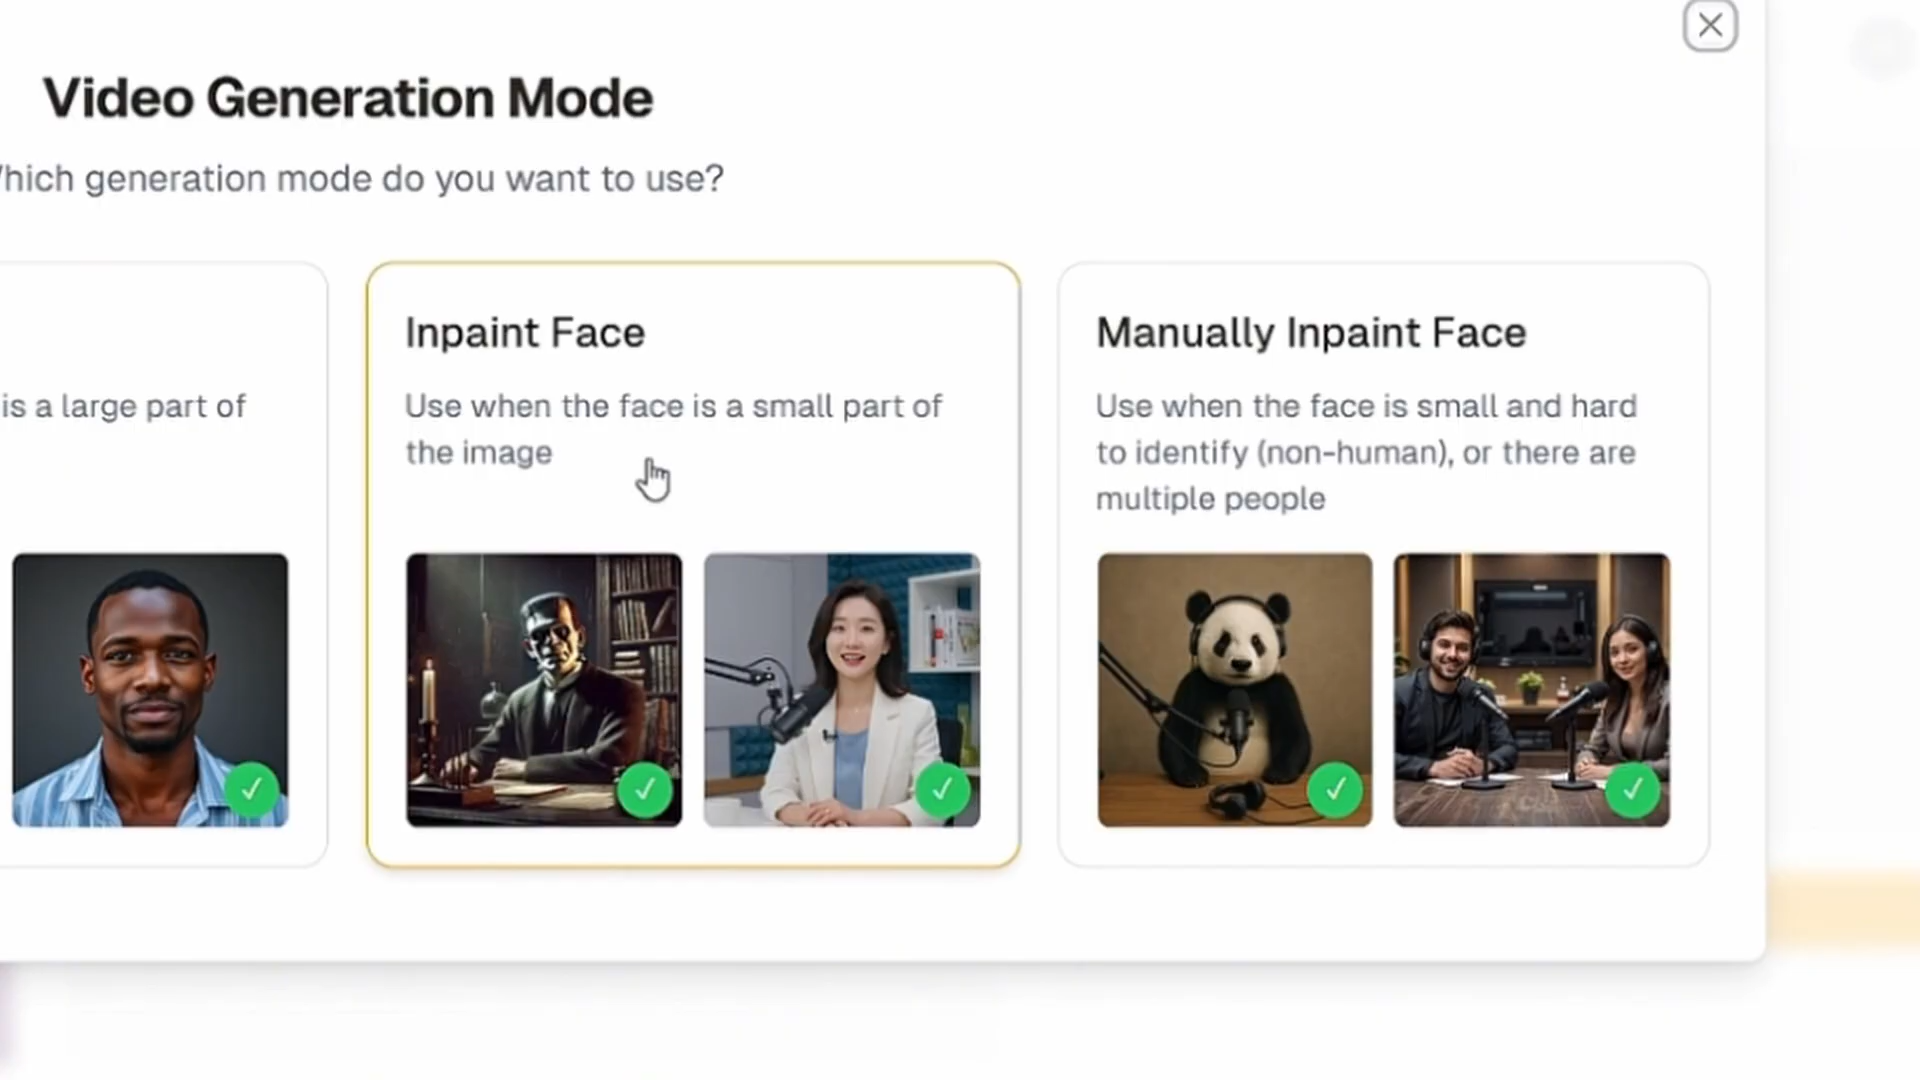 Video Generation Mode
hich generation mode do you want to use?
is a large part of
Inpaint Face
Use when the face is a small part of
the image
Manually Inpaint Face
Use when the face is small and hard
to identify (non-human), or there are
multiple people